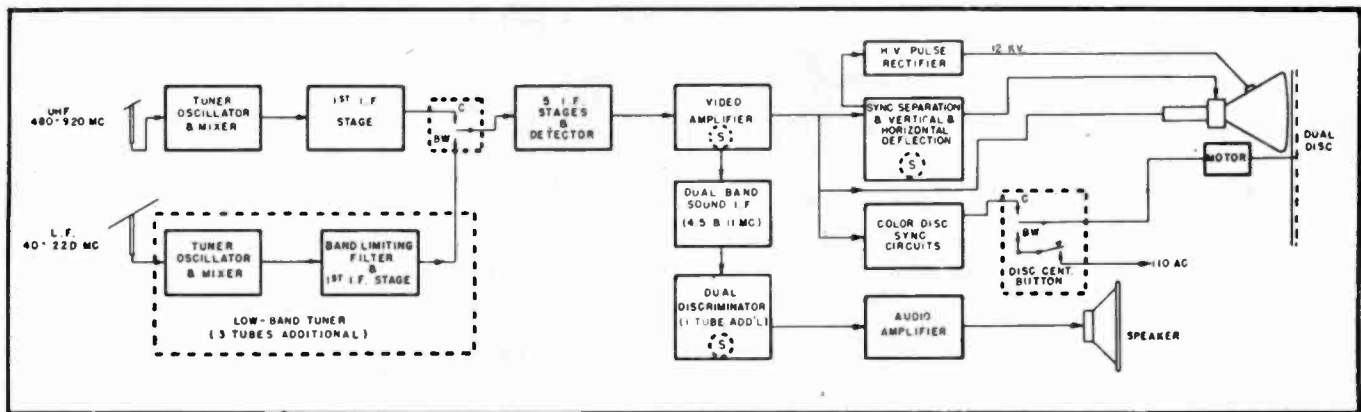 UHF
480-920 MC
TUNER
OSCILLATOR
& MIXER
1ST I.F
STAGE
C
BW
5 I.F.
STAGES
&
DETECTOR
VIDEO
AMPLIFIER
S
H.V. PULSE
RECTIFIER
12 K.V.
SYNC SEPARATION
& VERTICAL &
HORIZONTAL
DEFLECTION
S
DUAL
DISC
MOTOR
L.F.
40-220 MC
TUNER
OSCILLATOR
& MIXER
BAND LIMITING
FILTER
&
1ST I.F. STAGE
LOW-BAND TUNER
(3 TUBES ADDITIONAL)
DUAL BAND
SOUND I.F
(4.5 & 11 MC)
COLOR DISC
SYNC
CIRCUITS
C
BW
DISC CENT.
BUTTON
110 AC
DUAL
DISCRIMINATOR
(1 TUBE ADD'L)
S
AUDIO
AMPLIFIER
SPEAKER